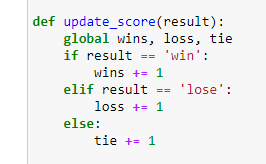 def update_score(result):
    global wins, loss, tie
    if result == 'win':
        wins += 1
    elif result == 'lose':
        loss += 1
    else:
        tie += 1